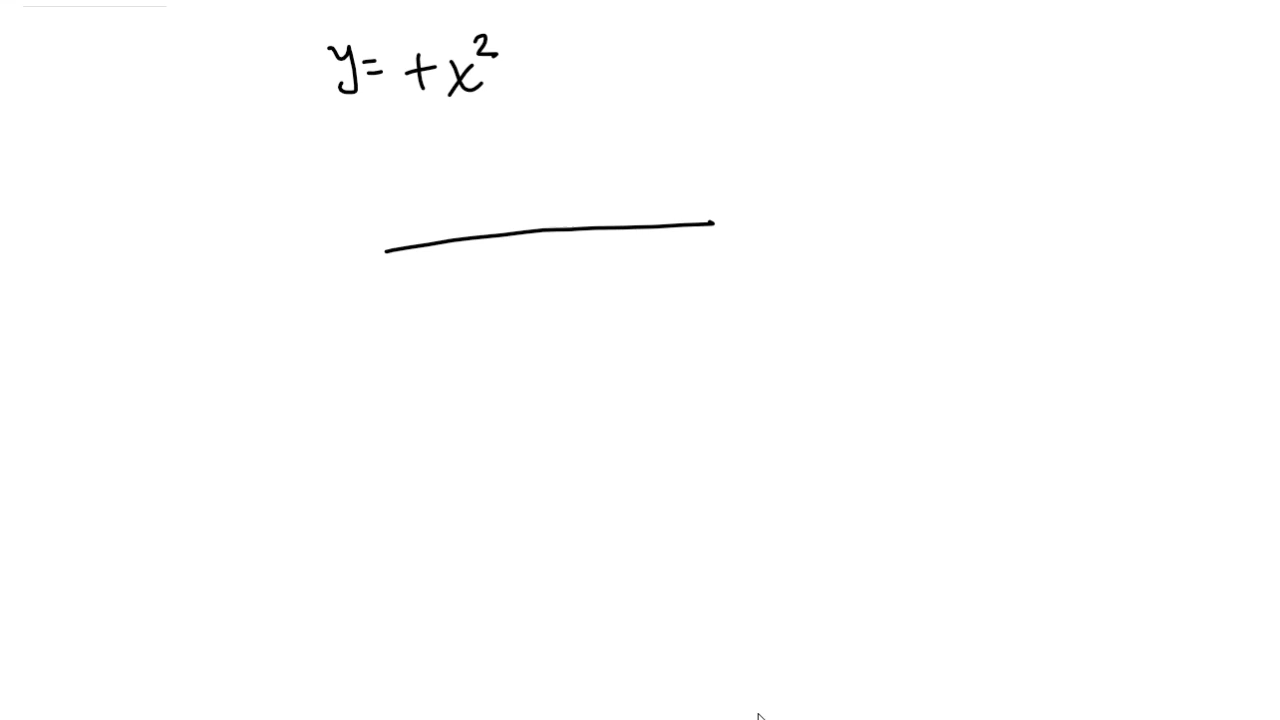 y= +x²